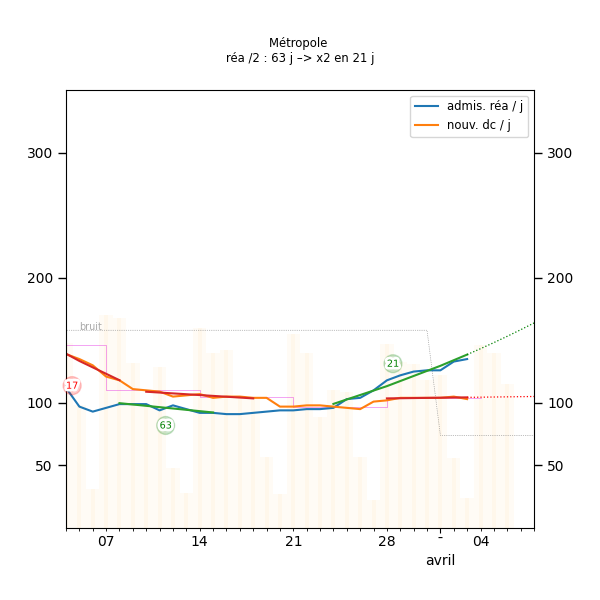 Métropole
réa /2 : 63 j –> x2 en 21 j
admis. réa / j
nouv. dc / j
300
300
200
200
bruit
21
17
100
100
63
50
50
07
14
21
28
-
04
avril